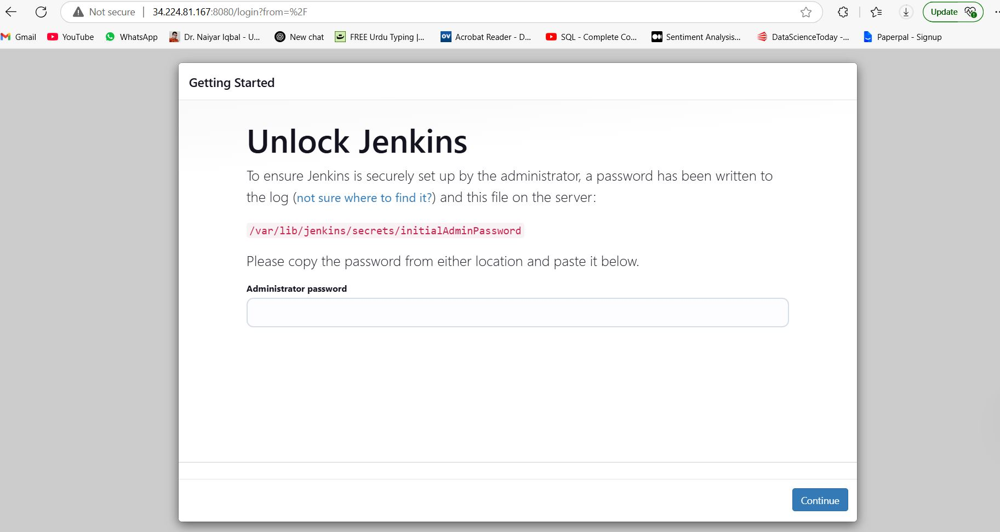 Not secure 34.224.81.167:8080/login?from=%2F Update
Gmail YouTube WhatsApp Dr. Naiyar Iqbal - U... New chat FREE Urdu Typing |... Acrobat Reader - D... SQL - Complete Co... Sentiment Analysis... DataScienceToday -... Paperpal - Signup
Getting Started
Unlock Jenkins
To ensure Jenkins is securely set up by the administrator, a password has been written to
the log (not sure where to find it?) and this file on the server:
/var/lib/jenkins/secrets/initialAdminPassword
Please copy the password from either location and paste it below.
Administrator password
Continue